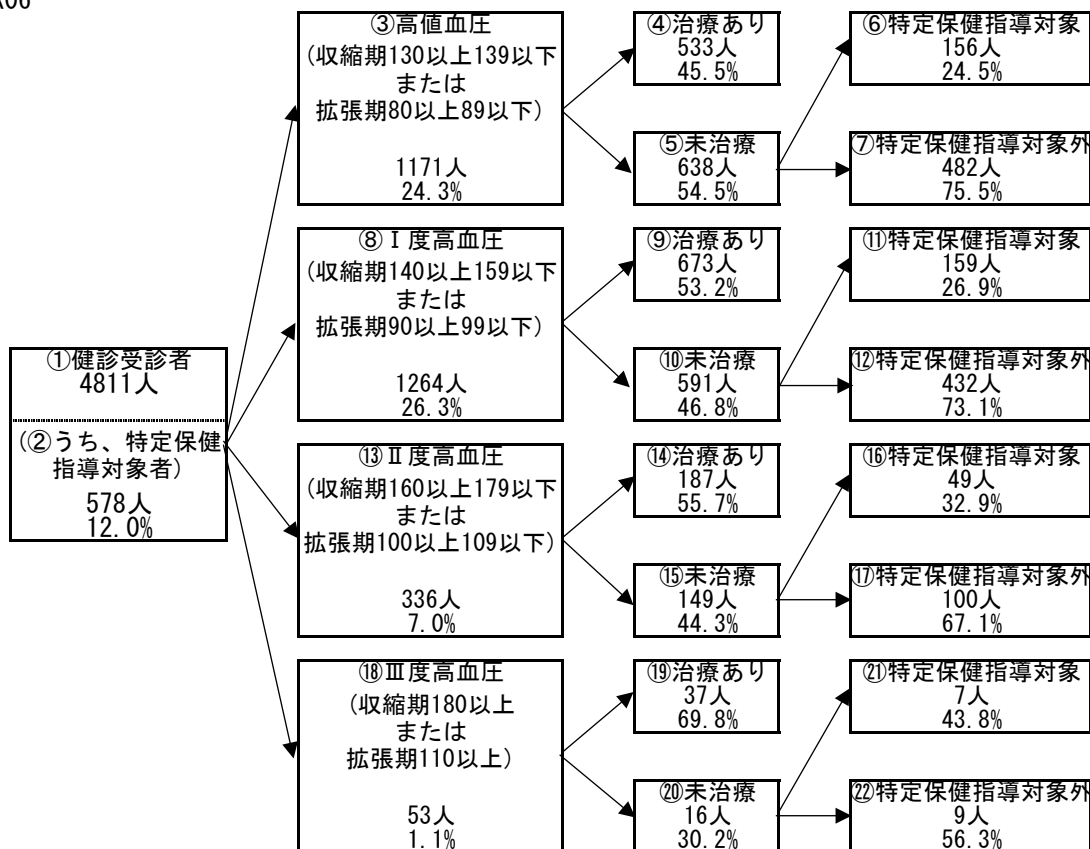 ①健診受診者
4811人
(②うち、特定保健
指導対象者)
578人
12.0%
③高値血圧
(収縮期130以上139以下
または
拡張期80以上89以下)
1171人
24.3%
④治療あり
533人
45.5%
⑤未治療
638人
54.5%
⑥特定保健指導対象
156人
24.5%
⑦特定保健指導対象外
482人
75.5%
⑧Ⅰ度高血圧
(収縮期140以上159以下
または
拡張期90以上99以下)
1264人
26.3%
⑨治療あり
673人
53.2%
⑩未治療
591人
46.8%
⑪特定保健指導対象
159人
26.9%
⑫特定保健指導対象外
432人
73.1%
⑬Ⅱ度高血圧
(収縮期160以上179以下
または
拡張期100以上109以下)
336人
7.0%
⑭治療あり
187人
55.7%
⑮未治療
149人
44.3%
⑯特定保健指導対象
49人
32.9%
⑰特定保健指導対象外
100人
67.1%
⑱Ⅲ度高血圧
(収縮期180以上
または
拡張期110以上)
53人
1.1%
⑲治療あり
37人
69.8%
⑳未治療
16人
30.2%
㉑特定保健指導対象
7人
43.8%
㉒特定保健指導対象外
9人
56.3%